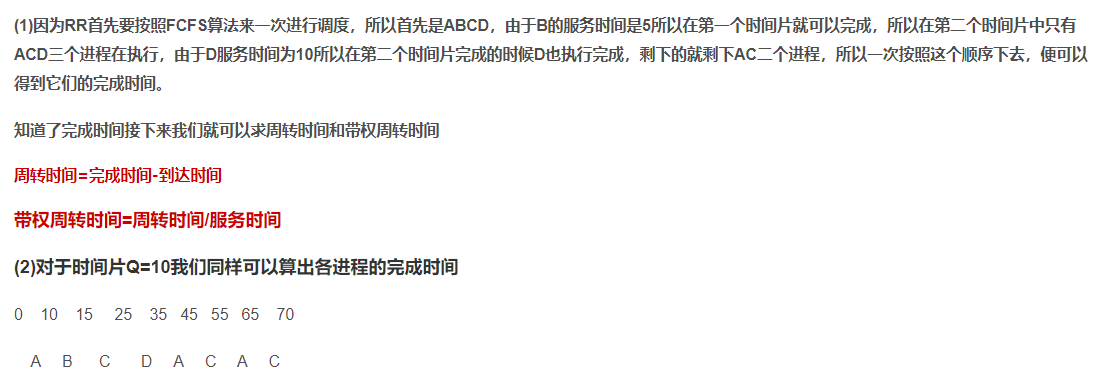 (1)因为RR首先要按照FCFS算法来一次进行调度，所以首先是ABCD，由于B的服务时间是5所以在第一个时间片就可以完成，所以在第二个时间片中只有
ACD三个进程在执行，由于D服务时间为10所以在第二个时间片完成的时候D也执行完成，剩下的就剩下AC二个进程，所以一次按照这个顺序下去，便可以
得到它们的完成时间。
知道了完成时间接下来我们就可以求周转时间和带权周转时间
周转时间=完成时间-到达时间
带权周转时间=周转时间/服务时间
(2)对于时间片Q=10我们同样可以算出各进程的完成时间
0 10 15 25 35 45 55 65 70
A B C D A C A C